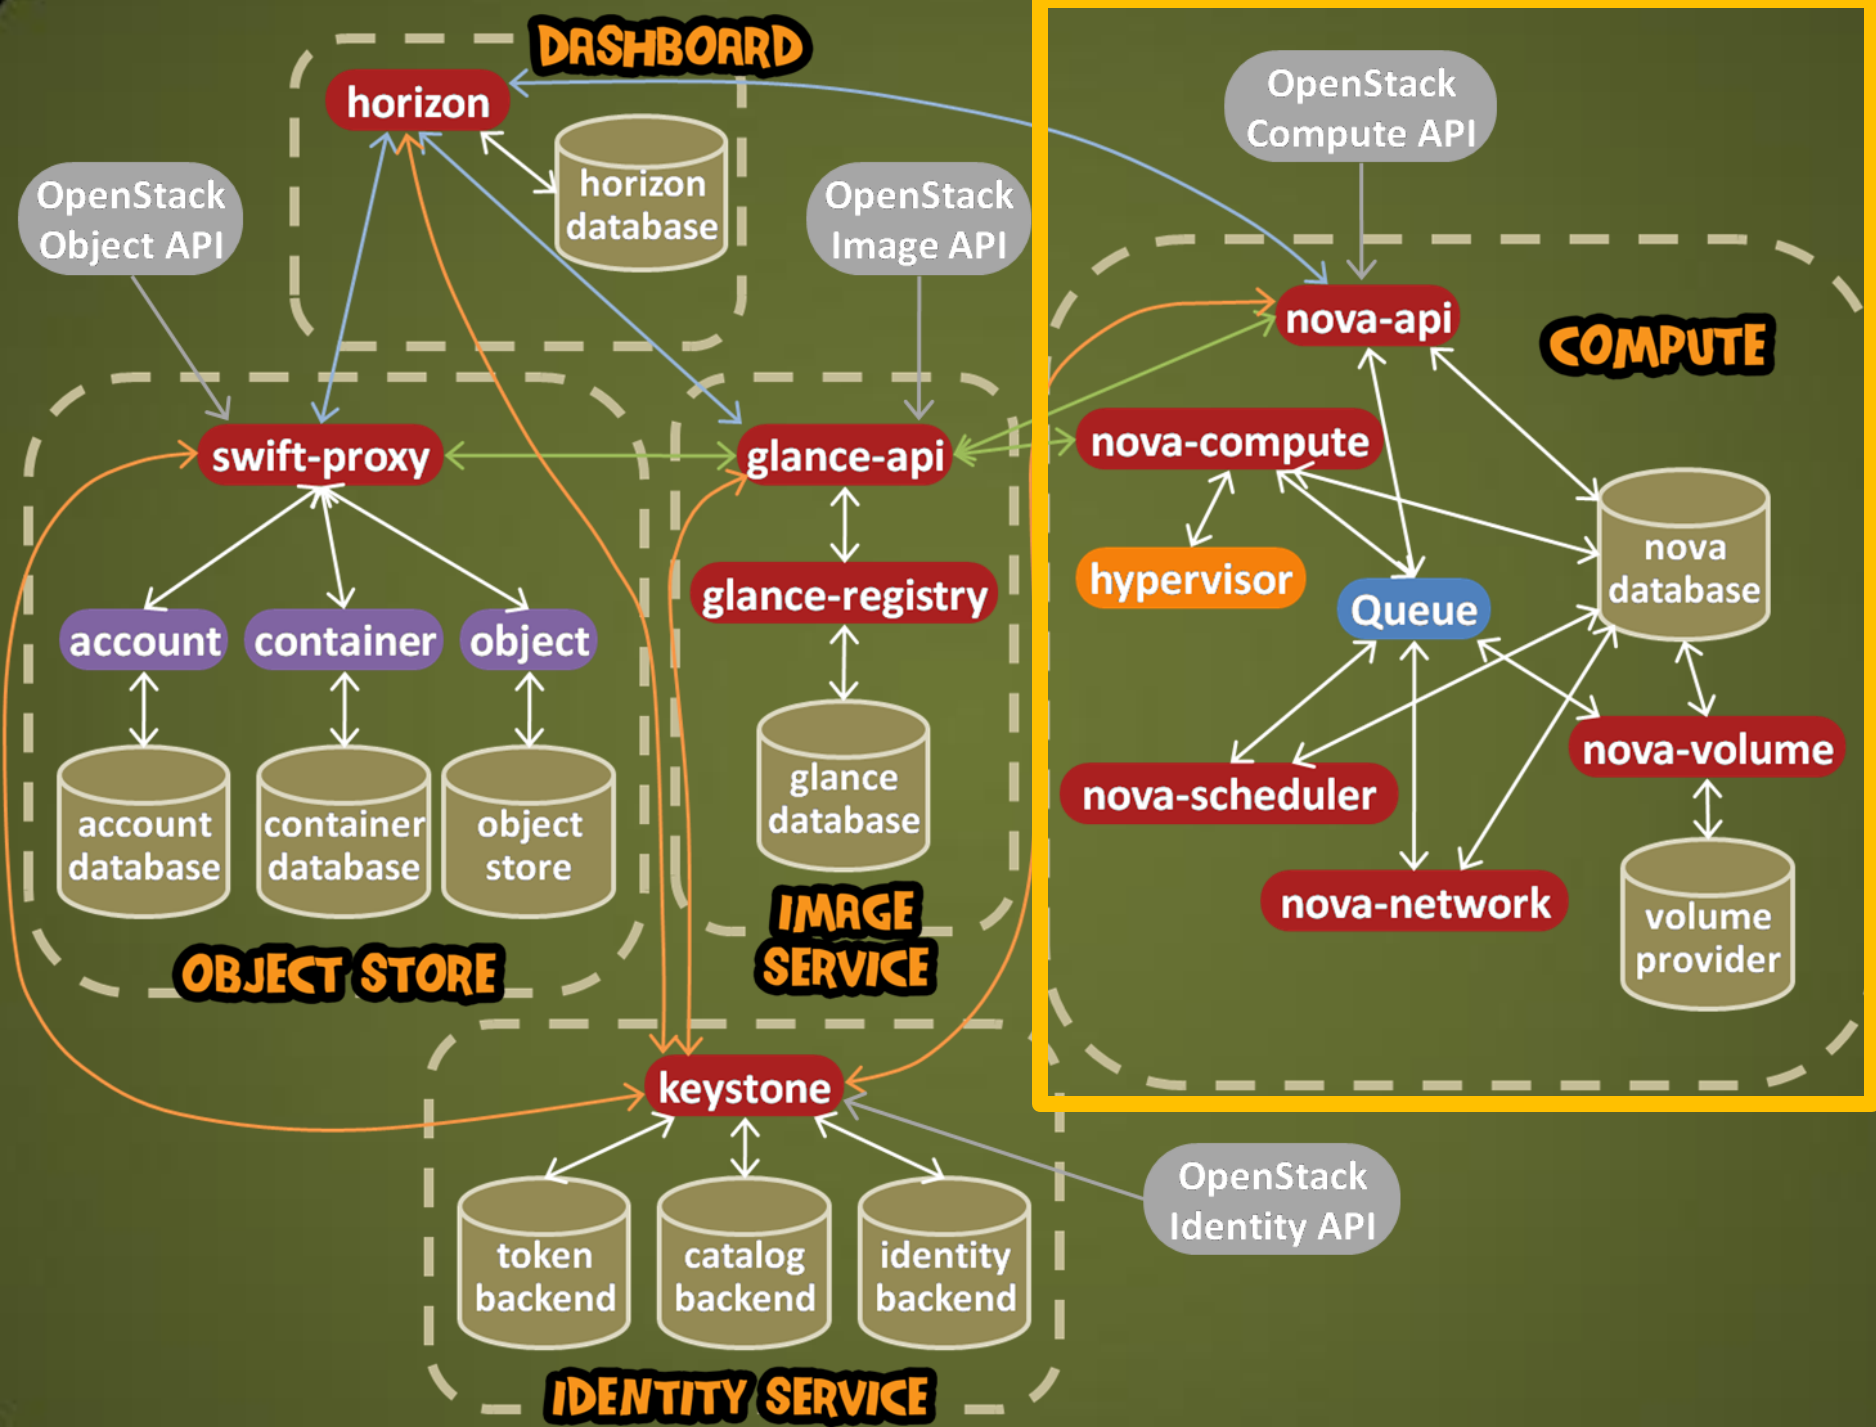 DASHBOARD
horizon
horizon
database
OpenStack
Object API
OpenStack
Image API
OpenStack
Compute API
nova-api
COMPUTE
nova-compute
hypervisor
Queue
nova
database
nova-scheduler
nova-volume
nova-network
volume
provider
swift-proxy
account
container
object
account
database
container
database
object
store
OBJECT STORE
glance-api
glance-registry
glance
database
IMAGE
SERVICE
keystone
OpenStack
Identity API
token
backend
catalog
backend
identity
backend
IDENTITY SERVICE